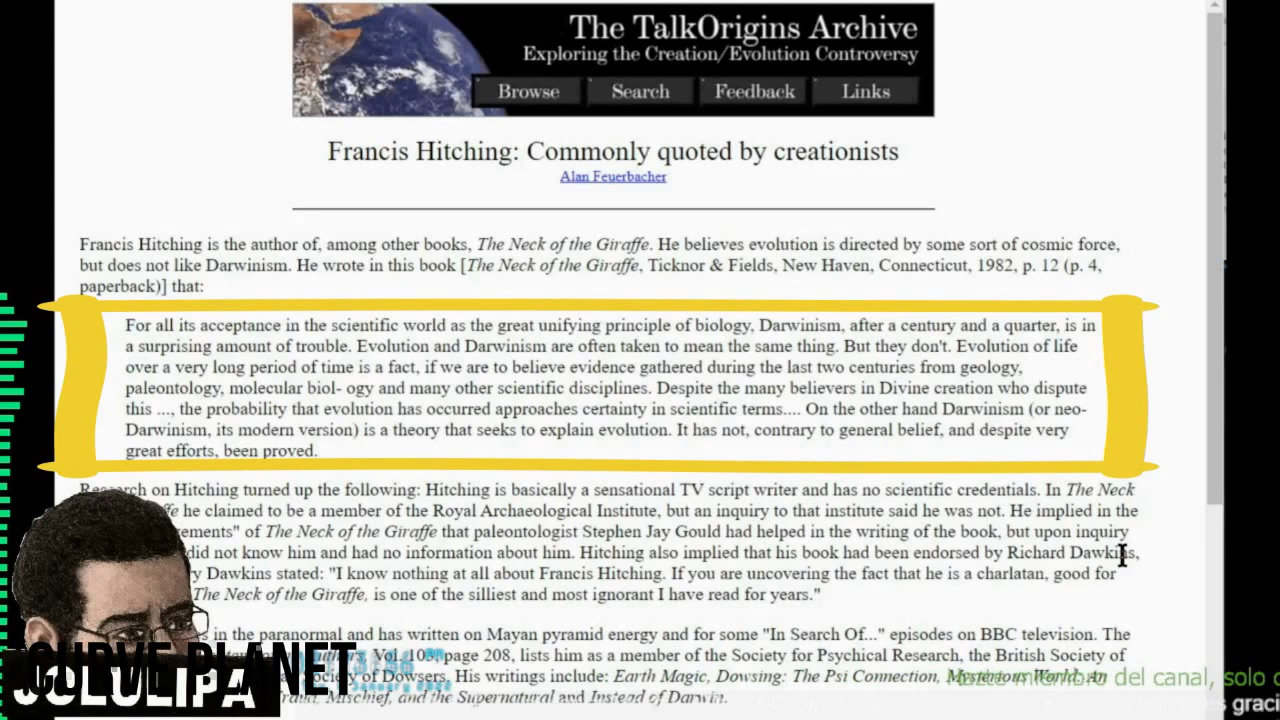 The TalkOrigins Archive
Exploring the Creation/Evolution Controversy
Browse Search Feedback Links
Francis Hitching: Commonly quoted by creationists
Alan Feuerbacher
Francis Hitching is the author of, among other books, The Neck of the Giraffe. He believes evolution is directed by some sort of cosmic force,
but does not like Darwinism. He wrote in this book [The Neck of the Giraffe, Ticknor & Fields, New Haven, Connecticut, 1982, p. 12 (p. 4,
paperback)] that:
For all its acceptance in the scientific world as the great unifying principle of biology, Darwinism, after a century and a quarter, is in
a surprising amount of trouble. Evolution and Darwinism are often taken to mean the same thing. But they don't. Evolution of life
over a very long period of time is a fact, if we are to believe evidence gathered during the last two centuries from geology,
paleontology, molecular biol- ogy and many other scientific disciplines. Despite the many believers in Divine creation who dispute
this ..., the probability that evolution has occurred approaches certainty in scientific terms.... On the other hand Darwinism (or neo-
Darwinism, its modern version) is a theory that seeks to explain evolution. It has not, contrary to general belief, and despite very
great efforts, been proved.
Research on Hitching turned up the following: Hitching is basically a sensational TV script writer and has no scientific credentials. In The Neck
he claimed to be a member of the Royal Archaeological Institute, but an inquiry to that institute said he was not. He implied in the
of The Neck of the Giraffe that paleontologist Stephen Jay Gould had helped in the writing of the book, but upon inquiry
did not know him and had no information about him. Hitching also implied that his book had been endorsed by Richard Dawkins,
Dawkins stated: "I know nothing at all about Francis Hitching. If you are uncovering the fact that he is a charlatan, good for
The Neck of the Giraffe, is one of the silliest and most ignorant I have read for years."
in the paranormal and has written on Mayan pyramid energy and for some "In Search Of..." episodes on BBC television. The
Vol. 103, page 208, lists him as a member of the Society for Psychical Research, the British Society of
of Dowsers. His writings include: Earth Magic, Dowsing: The Psi Connection, Mysterious World: An
Mischief, and the Supernatural and Instead of Darwin.
CURVE PLANET
del canal, solo
graci